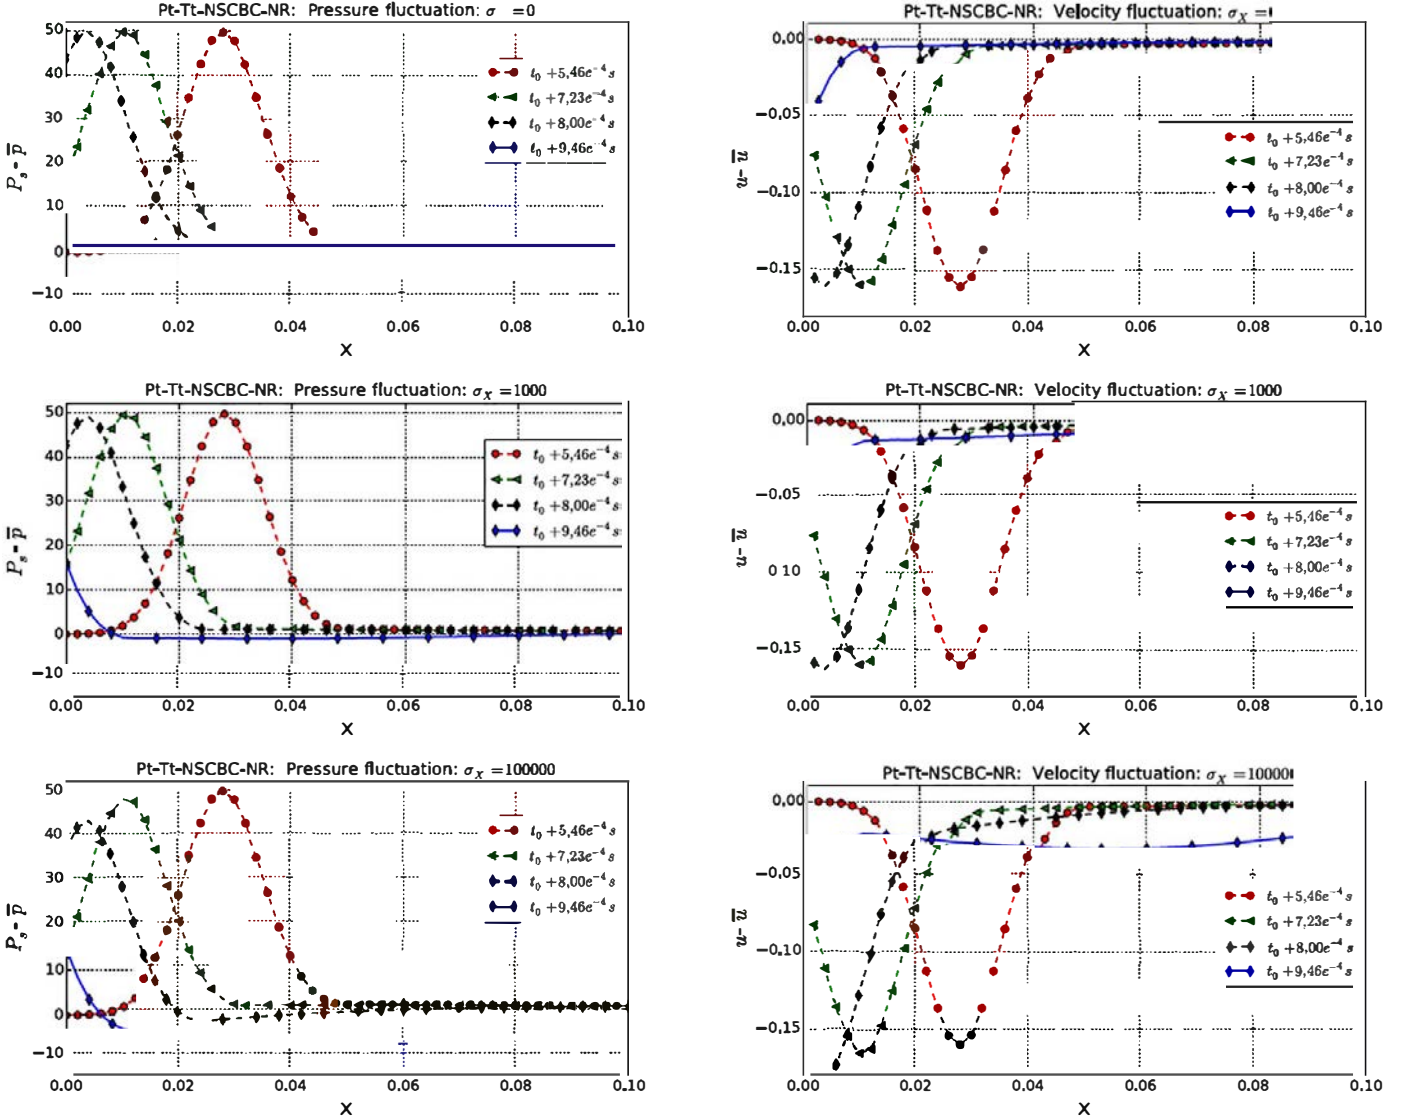 Pt-Tt-NSCBC-NR: Pressure fluctuation: σ =0
50
40
30
20
10
0
−10
P_s - p̅
t₀ +5,46e⁻⁴ s
t₀ +7,23e⁻⁴ s
t₀ +8,00e⁻⁴ s
t₀ +9,46e⁻⁴ s
0.00 0.02 0.04 0.06 0.08 0.10
X
Pt-Tt-NSCBC-NR: Velocity fluctuation: σ_X =
0.00
−0.05
−0.10
−0.15
u- u̅
t₀ +5,46e⁻⁴ s
t₀ +7,23e⁻⁴ s
t₀ +8,00e⁻⁴ s
t₀ +9,46e⁻⁴ s
0.00 0.02 0.04 0.06 0.08 0.10
X
Pt-Tt-NSCBC-NR: Pressure fluctuation: σ_X =1000
50
40
30
20
10
0
−10
P_s - p̅
t₀ +5,46e⁻⁴ s
t₀ +7,23e⁻⁴ s
t₀ +8,00e⁻⁴ s
t₀ +9,46e⁻⁴ s
0.00 0.02 0.04 0.06 0.08 0.10
X
Pt-Tt-NSCBC-NR: Velocity fluctuation: σ_X =1000
0,00
−0.05
0 10
−0.15
u- u̅
t₀ +5,46e⁻⁴ s
t₀ +7,23e⁻⁴ s
t₀ +8,00e⁻⁴ s
t₀ +9,46e⁻⁴ s
0.00 0.02 0.04 0.06 0.08 0.10
X
Pt-Tt-NSCBC-NR: Pressure fluctuation: σ_X =100000
50
40
30
20
10
0
−10
P_s - p̅
t₀ +5,46e⁻⁴ s
t₀ +7,23e⁻⁴ s
t₀ +8,00e⁻⁴ s
t₀ +9,46e⁻⁴ s
0.00 0.02 0.04 0.06 0.08 0.10
X
Pt-Tt-NSCBC-NR: Velocity fluctuation: σ_X =10000
0,00
−0.05
−0.10
−0.15
u- u̅
t₀ +5,46e⁻⁴ s
t₀ +7,23e⁻⁴ s
t₀ +8,00e⁻⁴ s
t₀ +9,46e⁻⁴ s
0.00 0.02 0.04 0.06 0.08 0.10
X